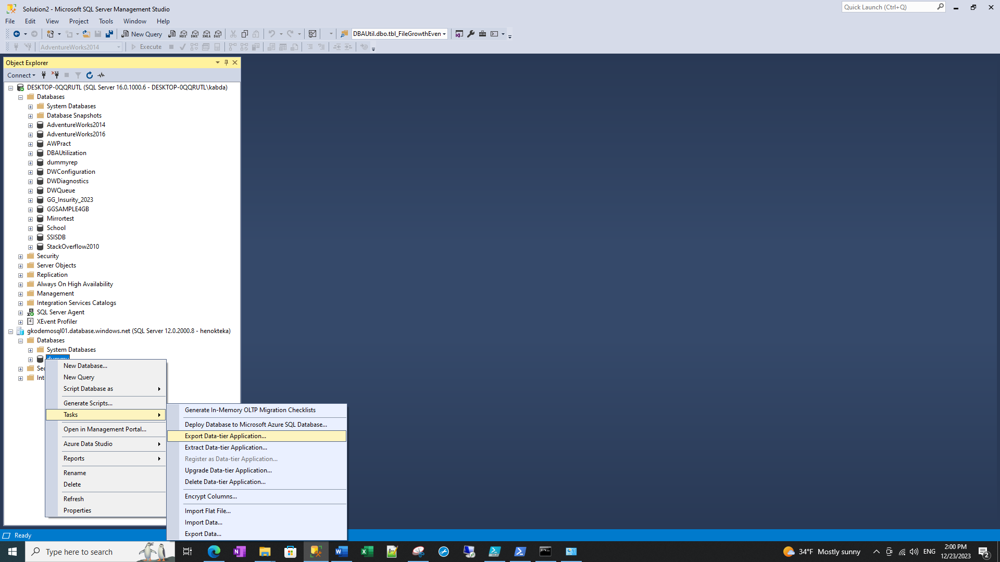 Solution2 - Microsoft SQL Server Management Studio
Quick Launch (Ctrl+Q)
File Edit View Project Tools Window Help
New Query
MDX DMX XMLA DAX
DBAUtil.dbo.tbl_FileGrowthEven
AdventureWorks2014
Execute
Object Explorer
Connect
DESKTOP-0QQRUTL (SQL Server 16.0.1000.6 - DESKTOP-0QQRUTL\kabda)
Databases
System Databases
Database Snapshots
AdventureWorks2014
AdventureWorks2016
AWPract
DBAUtilization
dummyrep
DWConfiguration
DWDiagnostics
DWQueue
GG_Insurity_2023
GGSAMPLE4GB
Mirrortest
School
SSISDB
StackOverflow2010
Security
Server Objects
Replication
Always On High Availability
Management
Integration Services Catalogs
SQL Server Agent
XEvent Profiler
gkodemosql01.database.windows.net (SQL Server 12.0.2000.8 - henokteka)
Databases
System Databases
dummy
Sec
Int
New Database...
New Query
Script Database as
Generate Scripts...
Tasks
Open in Management Portal...
Azure Data Studio
Reports
Rename
Delete
Refresh
Properties
Generate In-Memory OLTP Migration Checklists
Deploy Database to Microsoft Azure SQL Database...
Export Data-tier Application...
Extract Data-tier Application...
Register as Data-tier Application...
Upgrade Data-tier Application...
Delete Data-tier Application...
Encrypt Columns...
Import Flat File...
Import Data...
Export Data...
Ready
Type here to search
34°F Mostly sunny
ENG
2:00 PM
12/23/2023
2